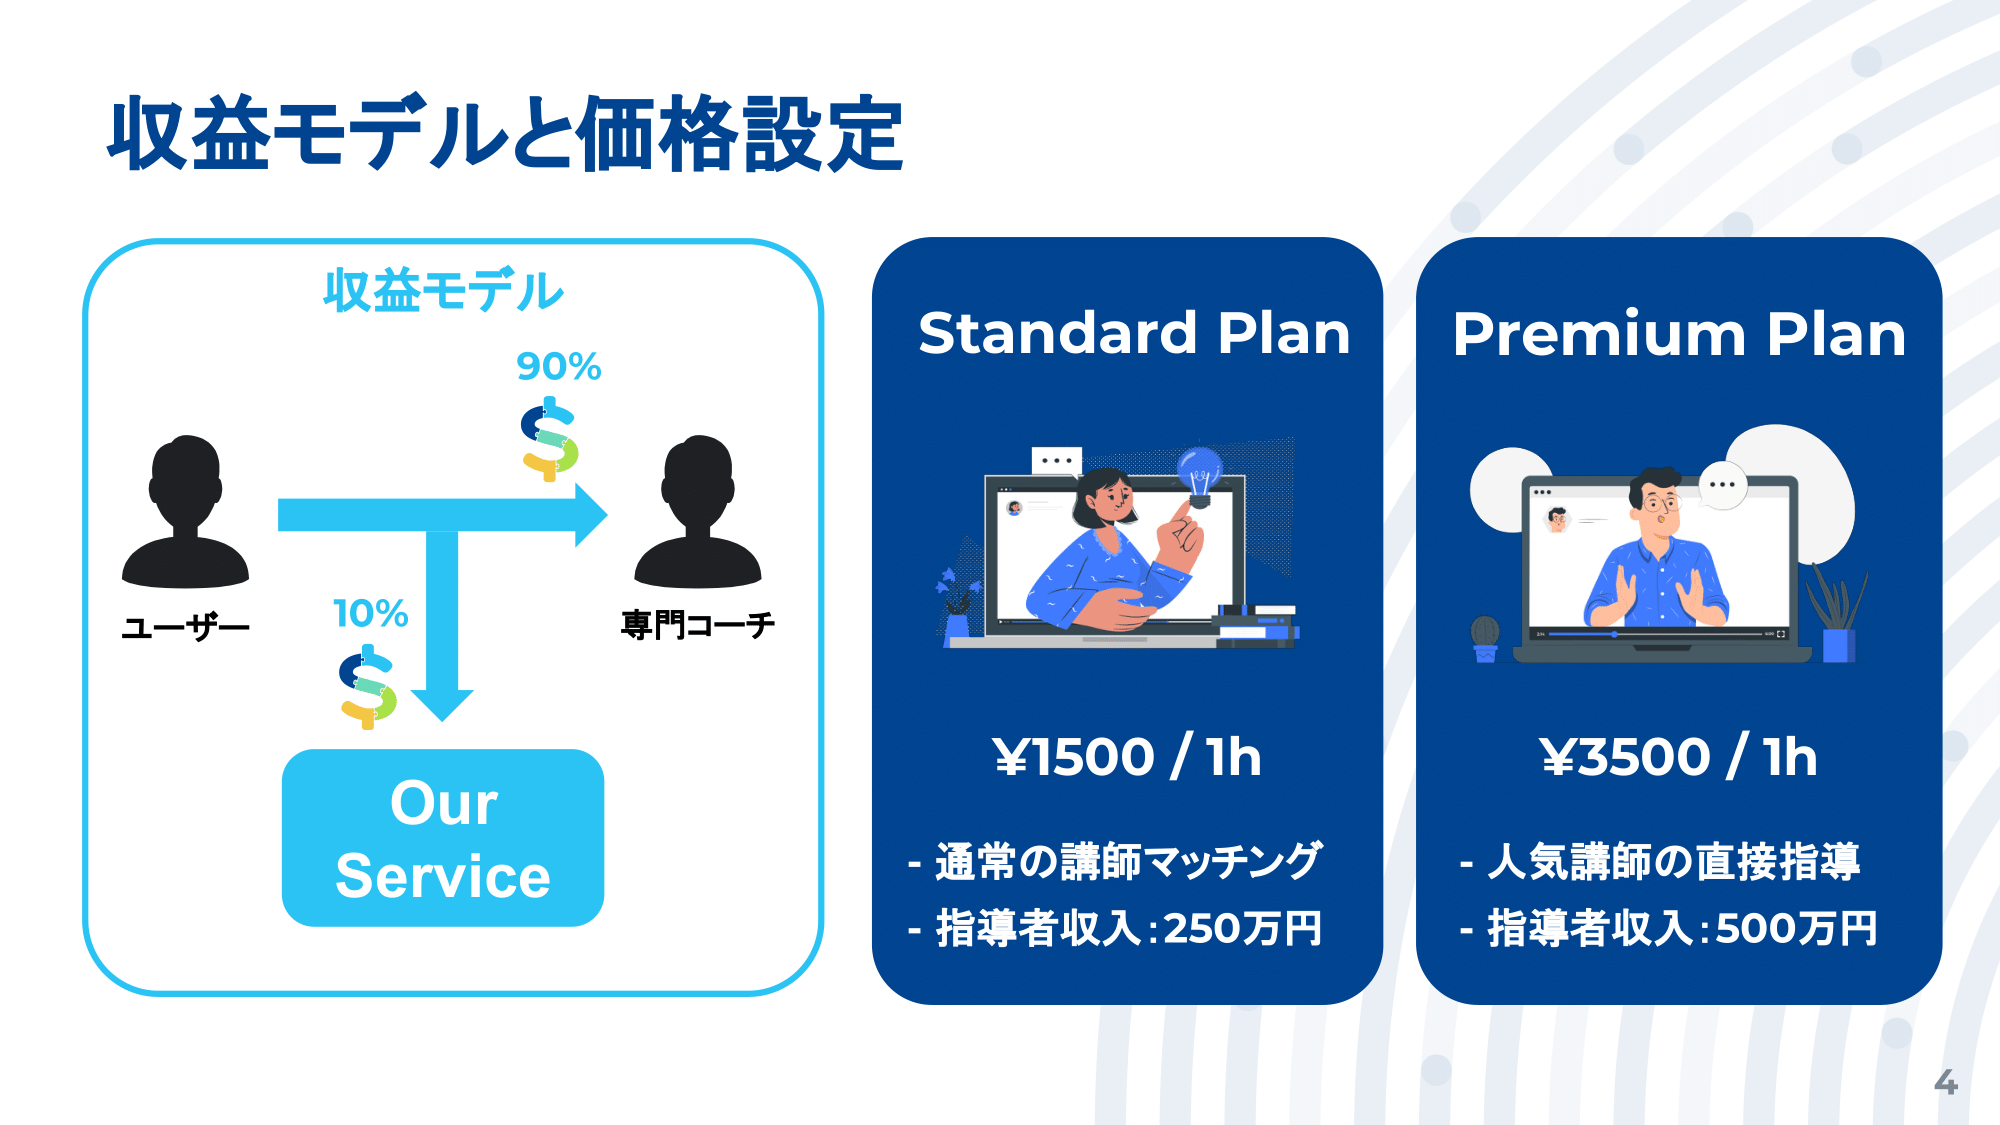 収益モデルと価格設定
収益モデル
90%
ユーザー
専門コーチ
10%
Our
Service
Standard Plan
¥1500 / 1h
- 通常の講師マッチング
- 指導者収入:250万円
Premium Plan
¥3500 / 1h
- 人気講師の直接指導
- 指導者収入:500万円
4